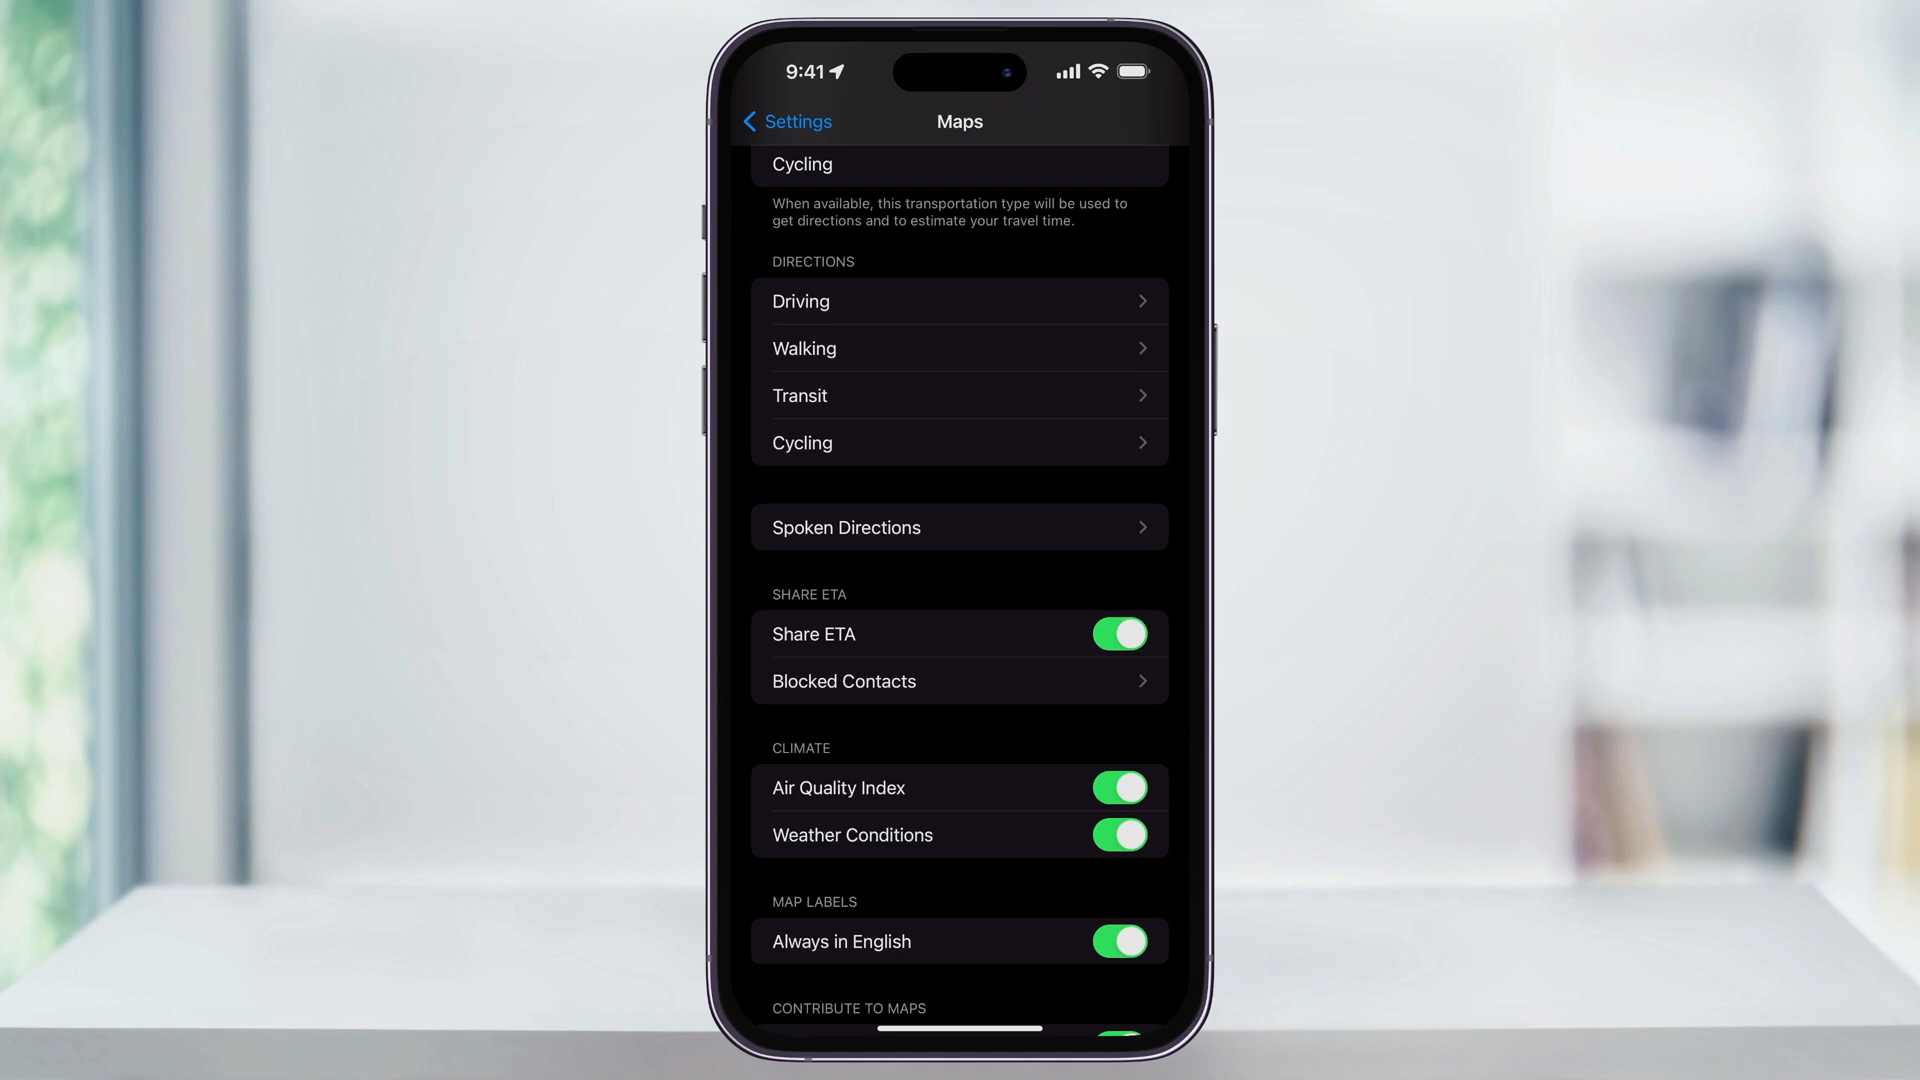 9:41
Settings
Maps
Cycling
When available, this transportation type will be used to
get directions and to estimate your travel time.
DIRECTIONS
Driving
Walking
Transit
Cycling
Spoken Directions
SHARE ETA
Share ETA
Blocked Contacts
CLIMATE
Air Quality Index
Weather Conditions
MAP LABELS
Always in English
CONTRIBUTE TO MAPS